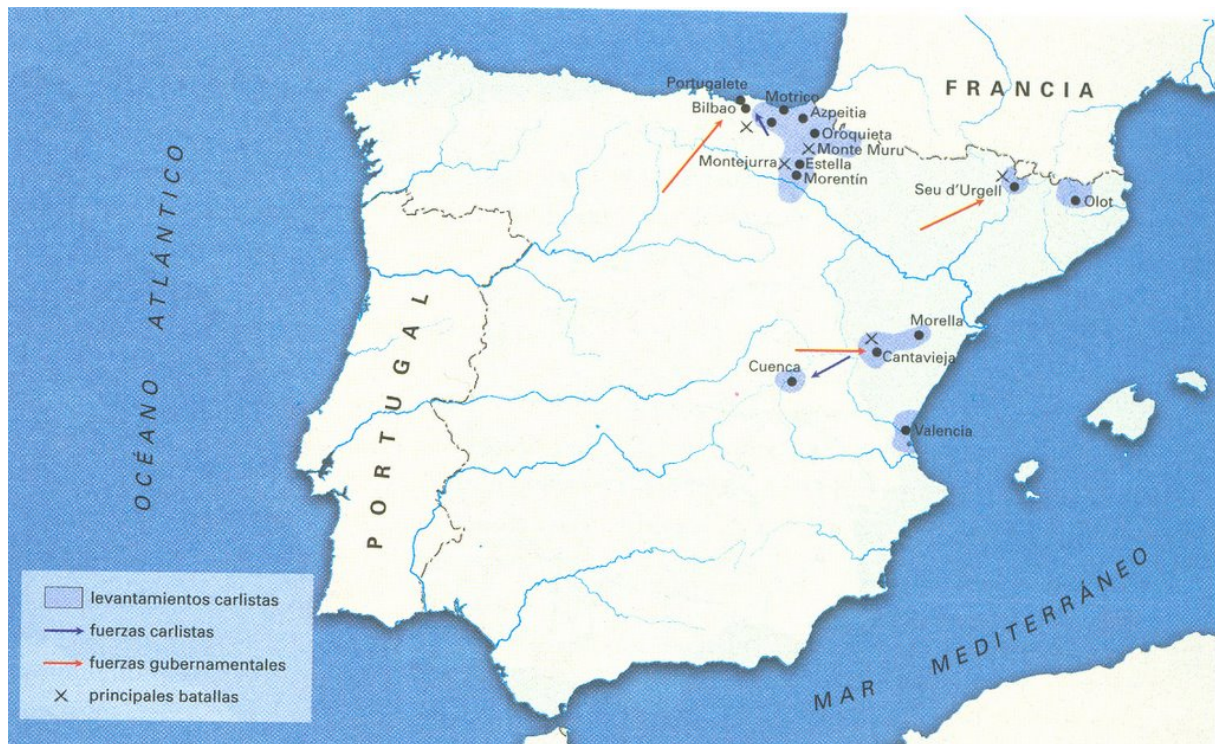 FRANCIA
Portugalete
Motrico
Bilbao
Azpeitia
Oroquieta
Monte Muru
Montejurra
Estella
Morentín
Seu d'Urgell
Olot
OCÉANO ATLÁNTICO
PORTUGAL
Morella
Cantavieja
Cuenca
Valencia
MAR MEDITERRÁNEO
levantamientos carlistas
fuerzas carlistas
fuerzas gubernamentales
principales batallas